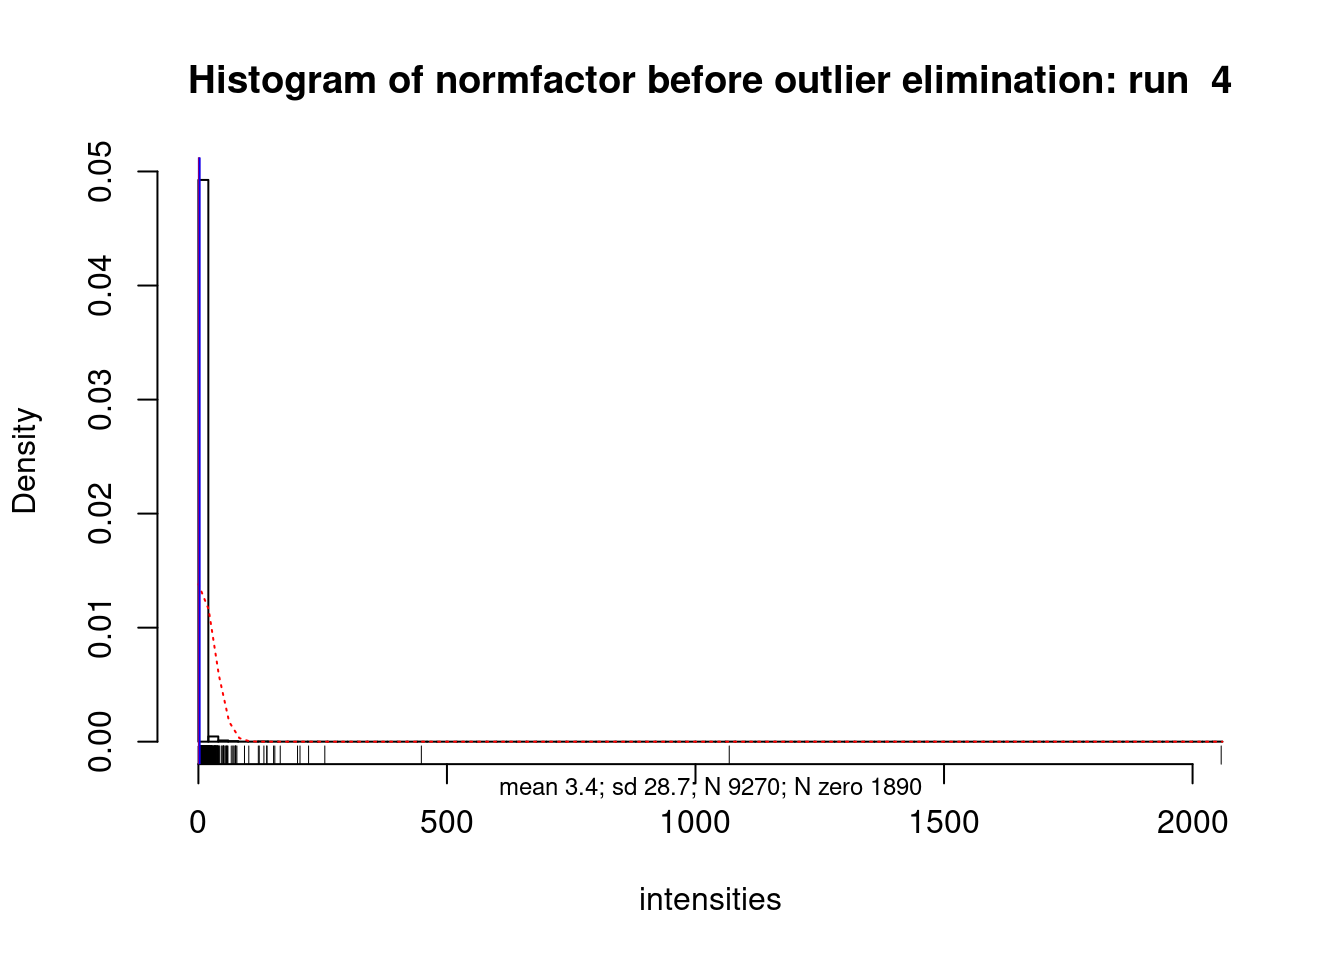 Histogram of normfactor before outlier elimination: run  4
Density
0.05
0.04
0.03
0.02
0.01
0.00
mean 3.4; sd 28.7; N 9270; N zero 1890
0 500 1000 1500 2000
intensities